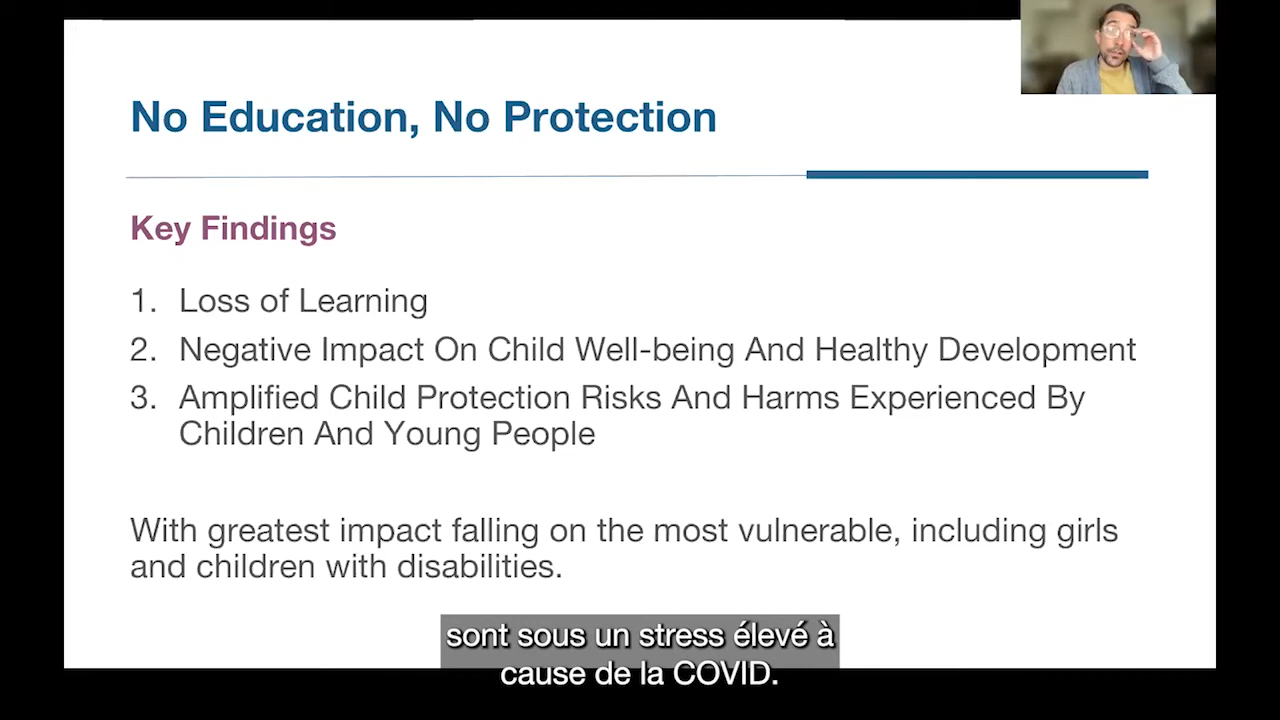 No Education, No Protection
Key Findings
1. Loss of Learning
2. Negative Impact On Child Well-being And Healthy Development
3. Amplified Child Protection Risks And Harms Experienced By
Children And Young People
With greatest impact falling on the most vulnerable, including girls
and children with disabilities.
sont sous un stress élevé à
cause de la COVID.